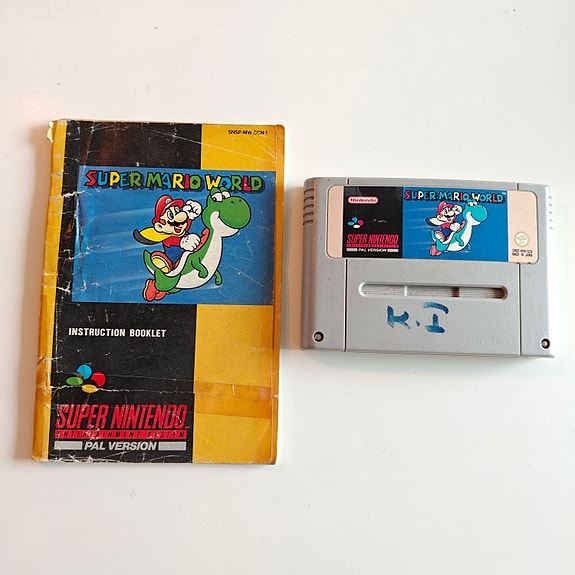 SNSP-MW-SCN-1
SUPER MARIO WORLD
INSTRUCTION BOOKLET
SUPER NINTENDO
ENTERTAINMENT SYSTEM
PAL VERSION
Nintendo
SUPER MARIO WORLD
SUPER NINTENDO
ENTERTAINMENT SYSTEM
PAL VERSION
MADE IN JAPAN